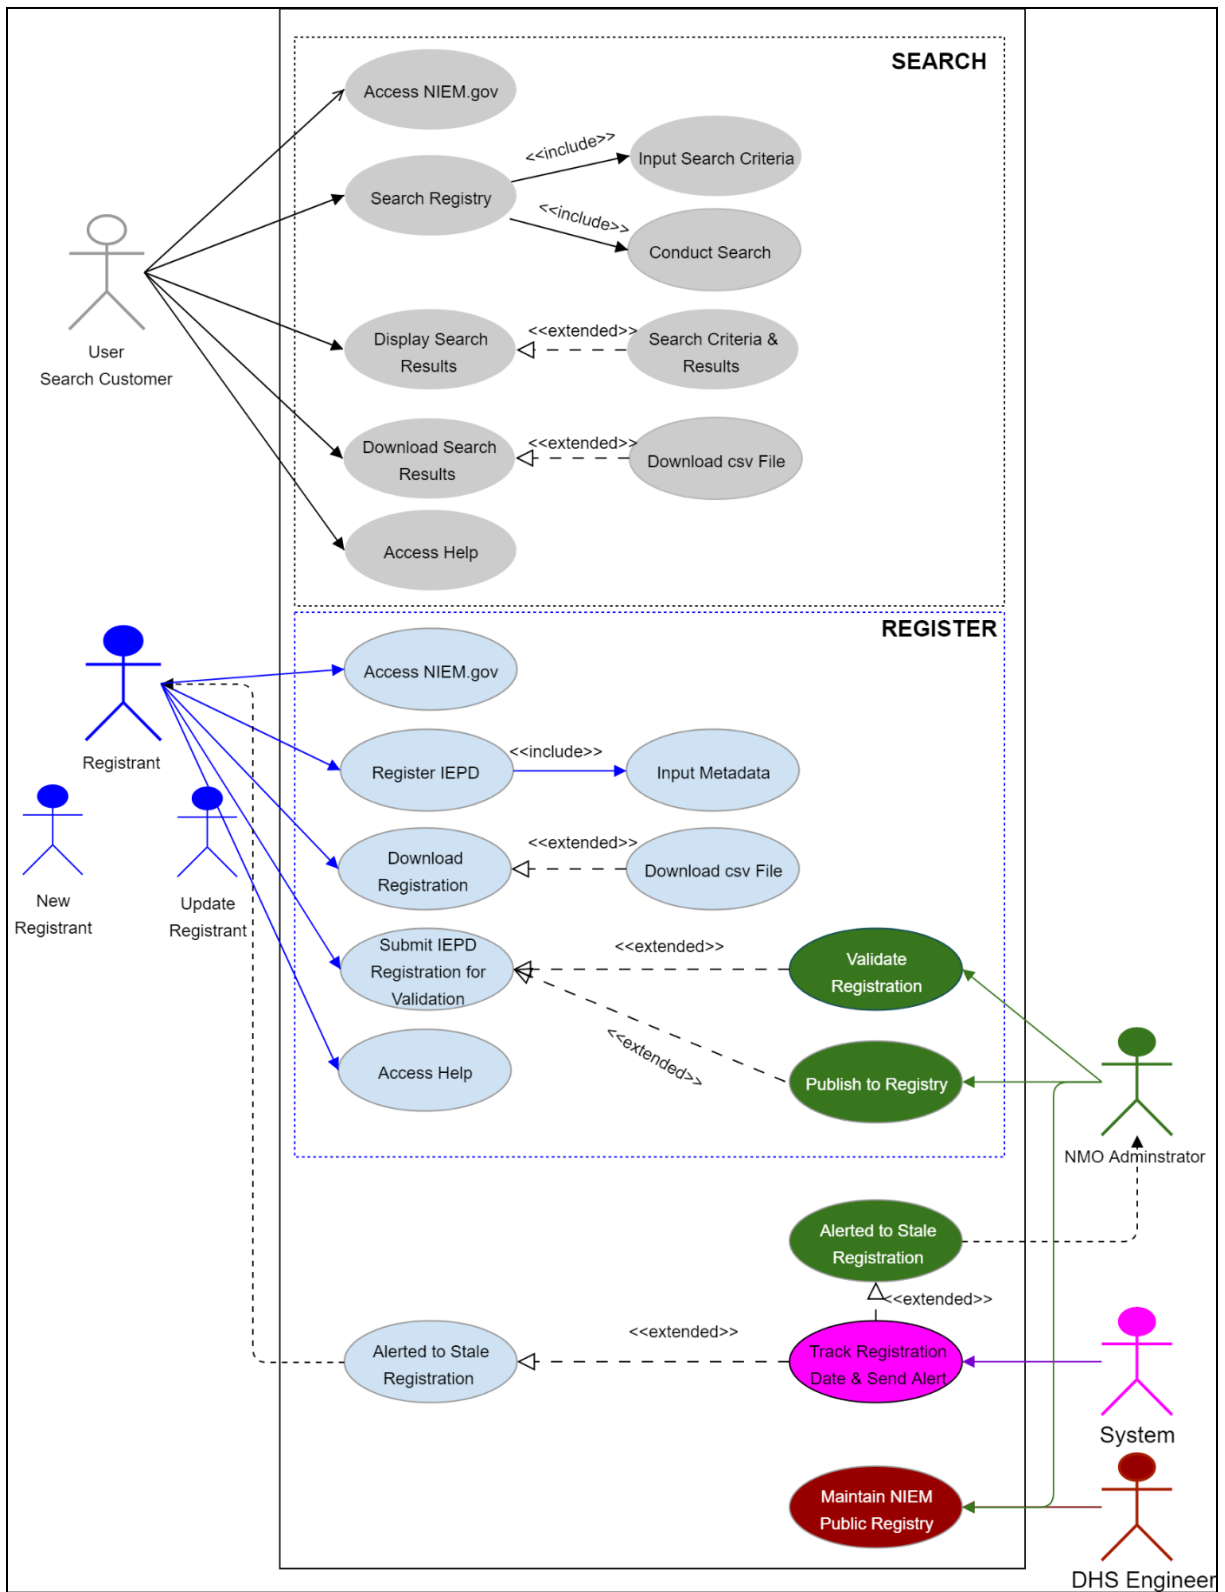 SEARCH
Access NIEM.gov
<<include>>
Input Search Criteria
Search Registry
<<include>>
Conduct Search
User
Search Customer
<<extended>>
Display Search
Results
Search Criteria &
Results
<<extended>>
Download Search
Results
Download csv File
Access Help
REGISTER
Access NIEM.gov
Registrant
<<include>>
Register IEPD
Input Metadata
New
Registrant
Update
Registrant
<<extended>>
Download
Registration
Download csv File
Submit IEPD
Registration for
Validation
<<extended>>
Validate
Registration
<<extended>>
Access Help
Publish to Registry
NMO Adminstrator
Alerted to Stale
Registration
<<extended>>
<<extended>>
Alerted to Stale
Registration
Track Registration
Date & Send Alert
System
Maintain NIEM
Public Registry
DHS Engineer